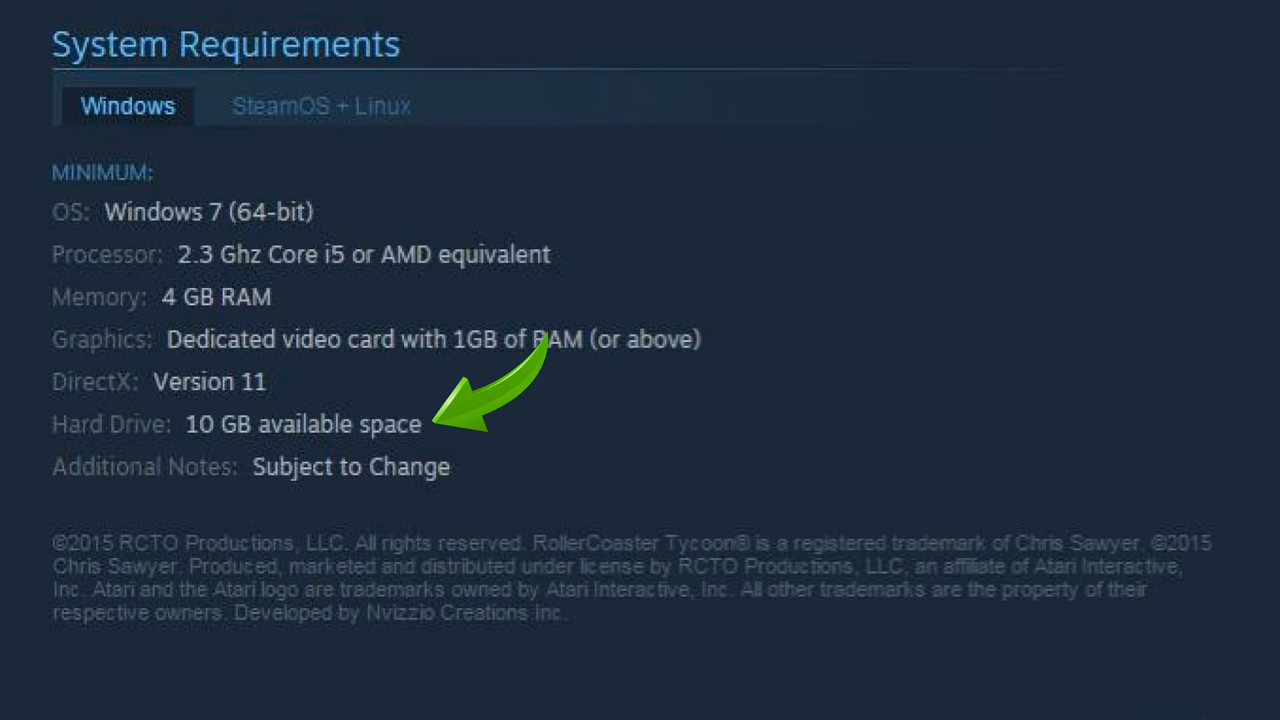 System Requirements
Windows SteamOS + Linux
MINIMUM:
OS: Windows 7 (64-bit)
Processor: 2.3 Ghz Core i5 or AMD equivalent
Memory: 4 GB RAM
Graphics: Dedicated video card with 1GB of RAM (or above)
DirectX: Version 11
Hard Drive: 10 GB available space
Additional Notes: Subject to Change
©2015 RCTO Productions, LLC. All rights reserved. RollerCoaster Tycoon® is a registered trademark of Chris Sawyer. ©2015
Chris Sawyer. Produced, marketed and distributed under license by RCTO Productions, LLC, an affiliate of Atari Interactive,
Inc. Atari and the Atari logo are trademarks owned by Atari Interactive, Inc. All other trademarks are the property of their
respective owners. Developed by Nvizzio Creations Inc.